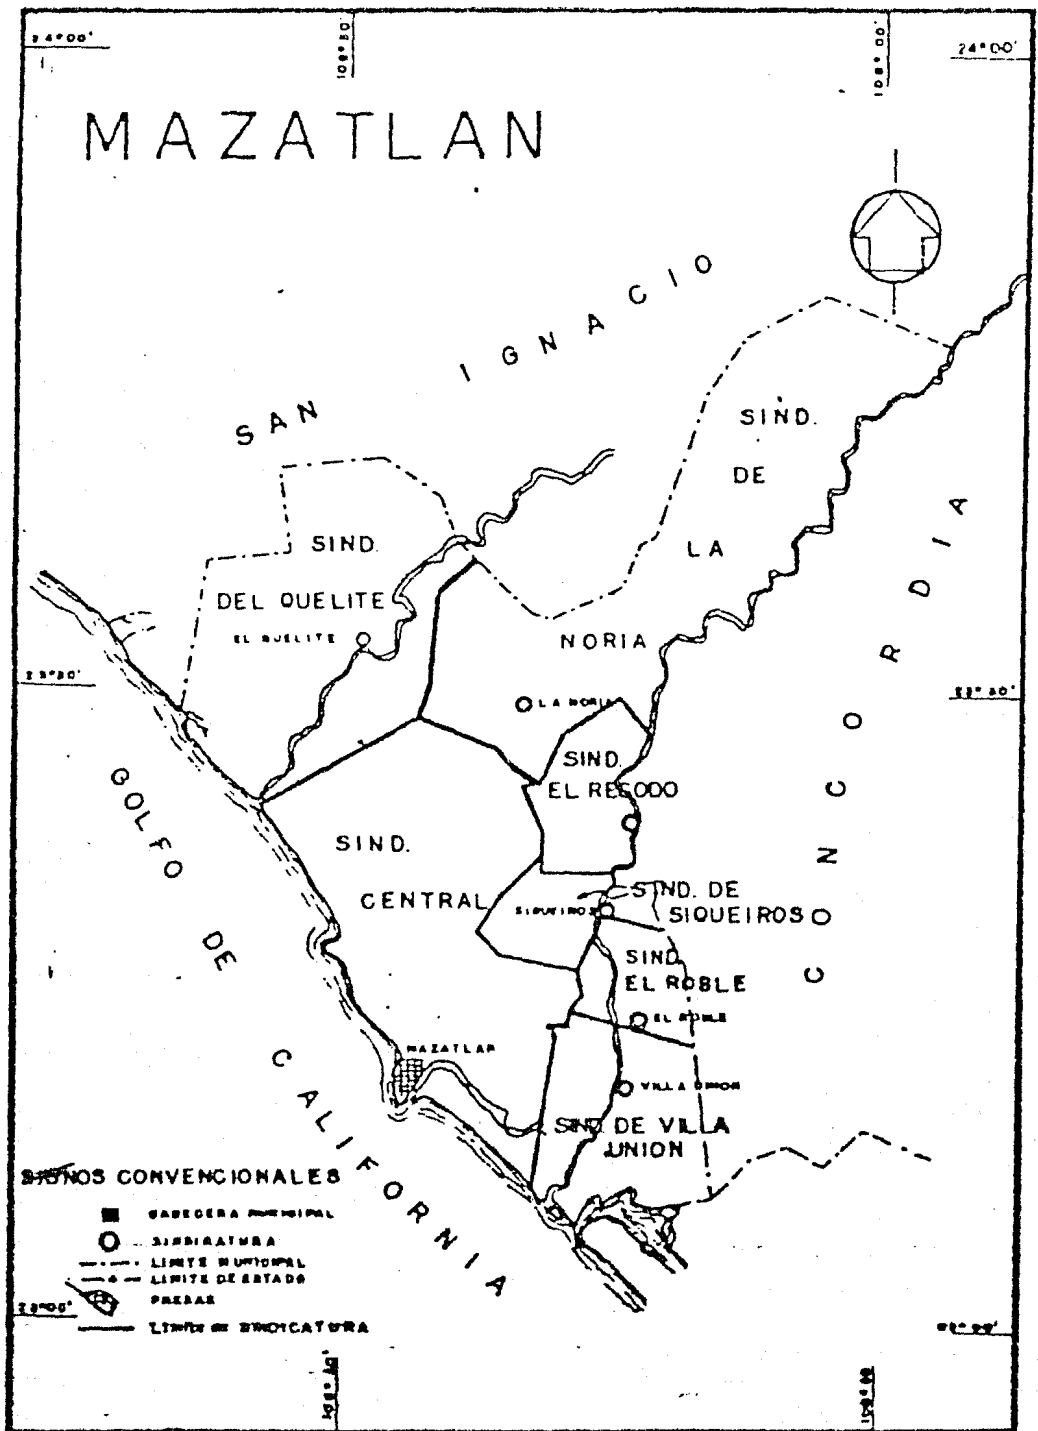 24°00'
24°00'
MAZATLAN
SAN IGNACIO
SIND.
DE
LA
NORIA
SIND.
DEL QUELITE
EL QUELITE
LA NORIA
CONCORDIA
SIND.
EL RECODO
GOLFO DE CALIFORNIA
SIND.
CENTRAL
SIND. DE
SIQUEIROS
SIQUEIROS
SIND.
EL ROBLE
EL ROBLE
MAZATLAN
VILLA UNION
SIND. DE VILLA
UNION
SIGNOS CONVENCIONALES
CABECERA MUNICIPAL
SINDICATURA
LIMITE MUNICIPAL
LIMITE DE ESTADO
PRESAS
LIMITE DE SINDICATURA